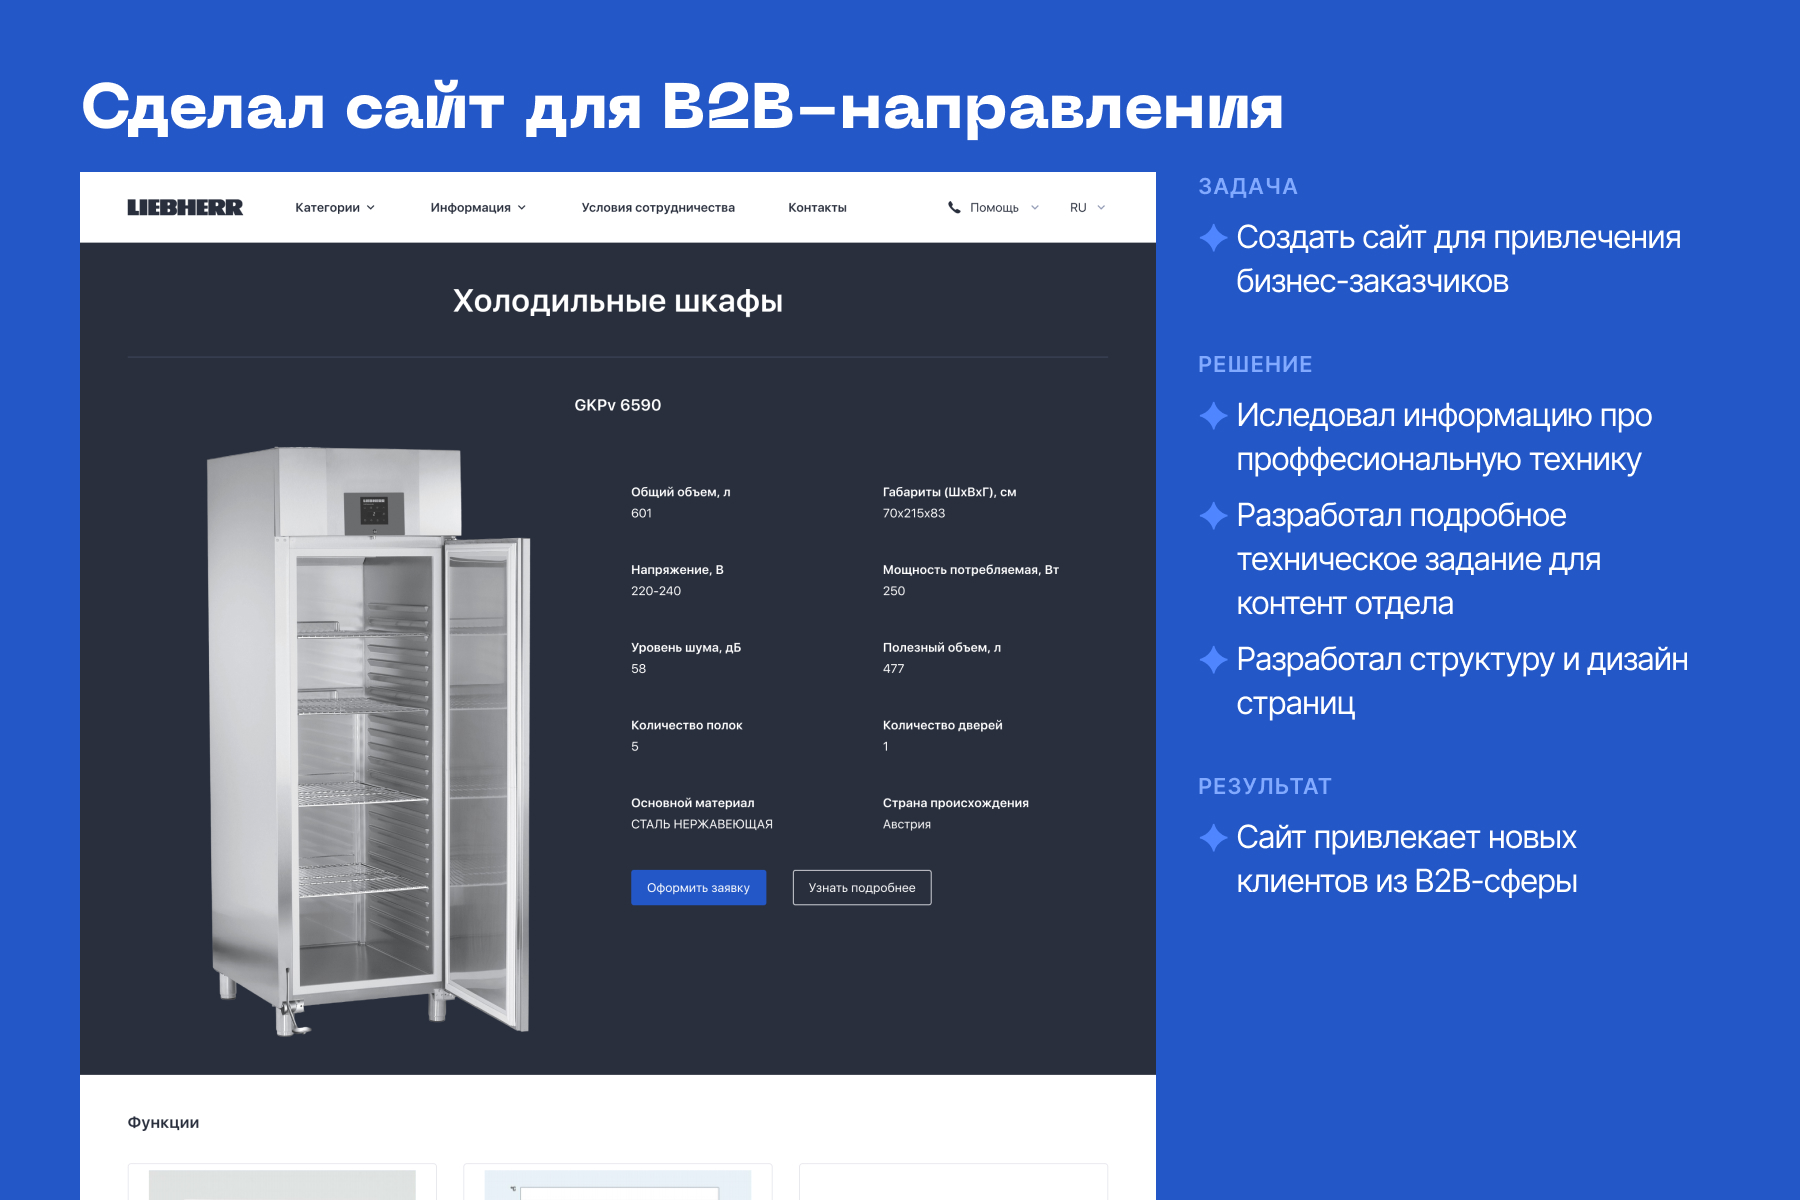 Сделал сайт для B2B-направления
LIEBHERR
Категории
Информация
Условия сотрудничества
Контакты
Помощь
RU
Холодильные шкафы
GKPv 6590
Общий объем, л
601
Габариты (ШхВхГ), см
70x215x83
Напряжение, В
220-240
Мощность потребляемая, Вт
250
Уровень шума, дБ
58
Полезный объем, л
477
Количество полок
5
Количество дверей
1
Основной материал
СТАЛЬ НЕРЖАВЕЮЩАЯ
Страна происхождения
Австрия
Оформить заявку
Узнать подробнее
Функции
ЗАДАЧА
Создать сайт для привлечения
бизнес-заказчиков
РЕШЕНИЕ
Иследовал информацию про
проффесиональную технику
Разработал подробное
техническое задание для
контент отдела
Разработал структуру и дизайн
страниц
РЕЗУЛЬТАТ
Сайт привлекает новых
клиентов из B2B-сферы